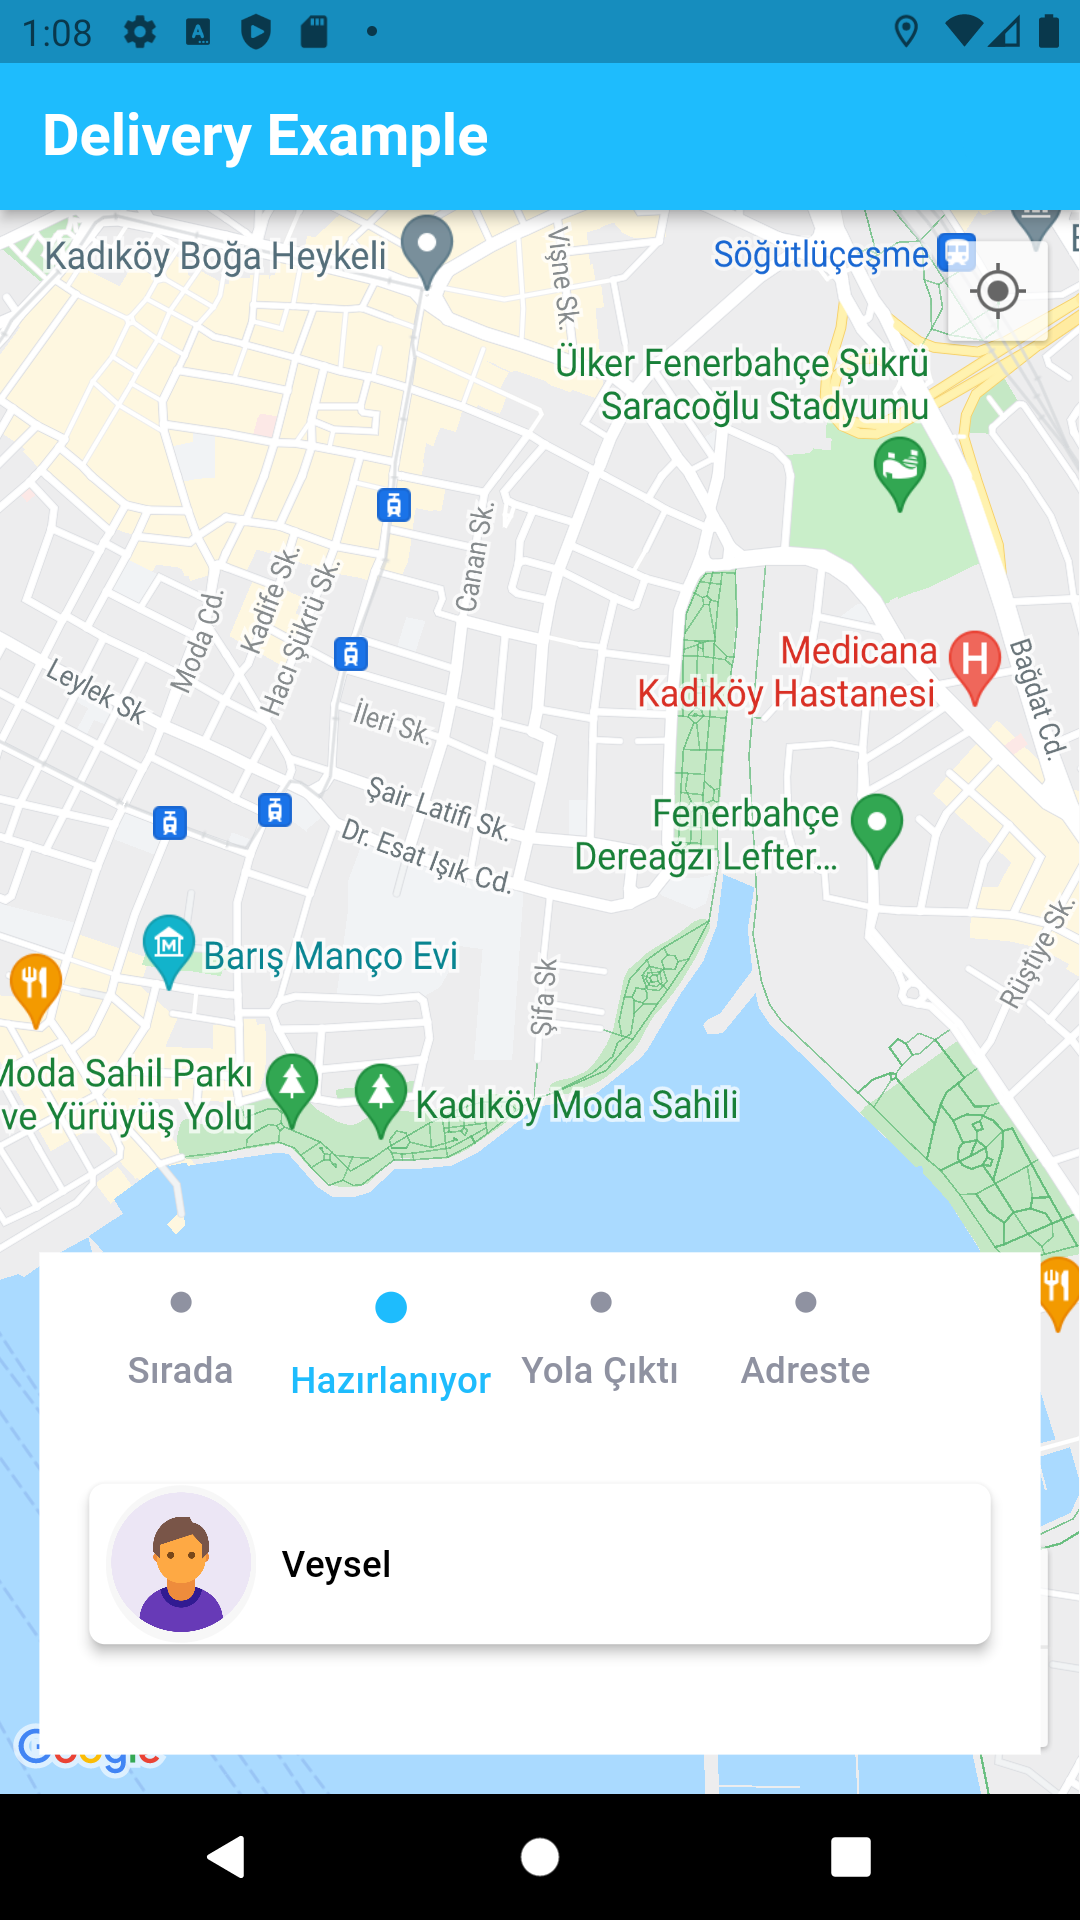 1:08
Delivery Example
Kadıköy Boğa Heykeli
Vişne Sk.
Söğütlüçeşme
Ülker Fenerbahçe Şükrü
Saracoğlu Stadyumu
Canan Sk.
Kadife Sk.
Hacı Şükrü Sk.
Moda Cd.
Leylek Sk
Medicana
Kadıköy Hastanesi
Bağdat Cd.
İleri Sk.
Şair Latifi Sk.
Dr. Esat Işık Cd.
Fenerbahçe
Dereağzı Lefter...
Barış Manço Evi
Şifa Sk
Rüştiye Sk.
Moda Sahil Parkı
ve Yürüyüş Yolu
Kadıköy Moda Sahili
Sırada
Hazırlanıyor
Yola Çıktı
Adreste
Veysel
Google